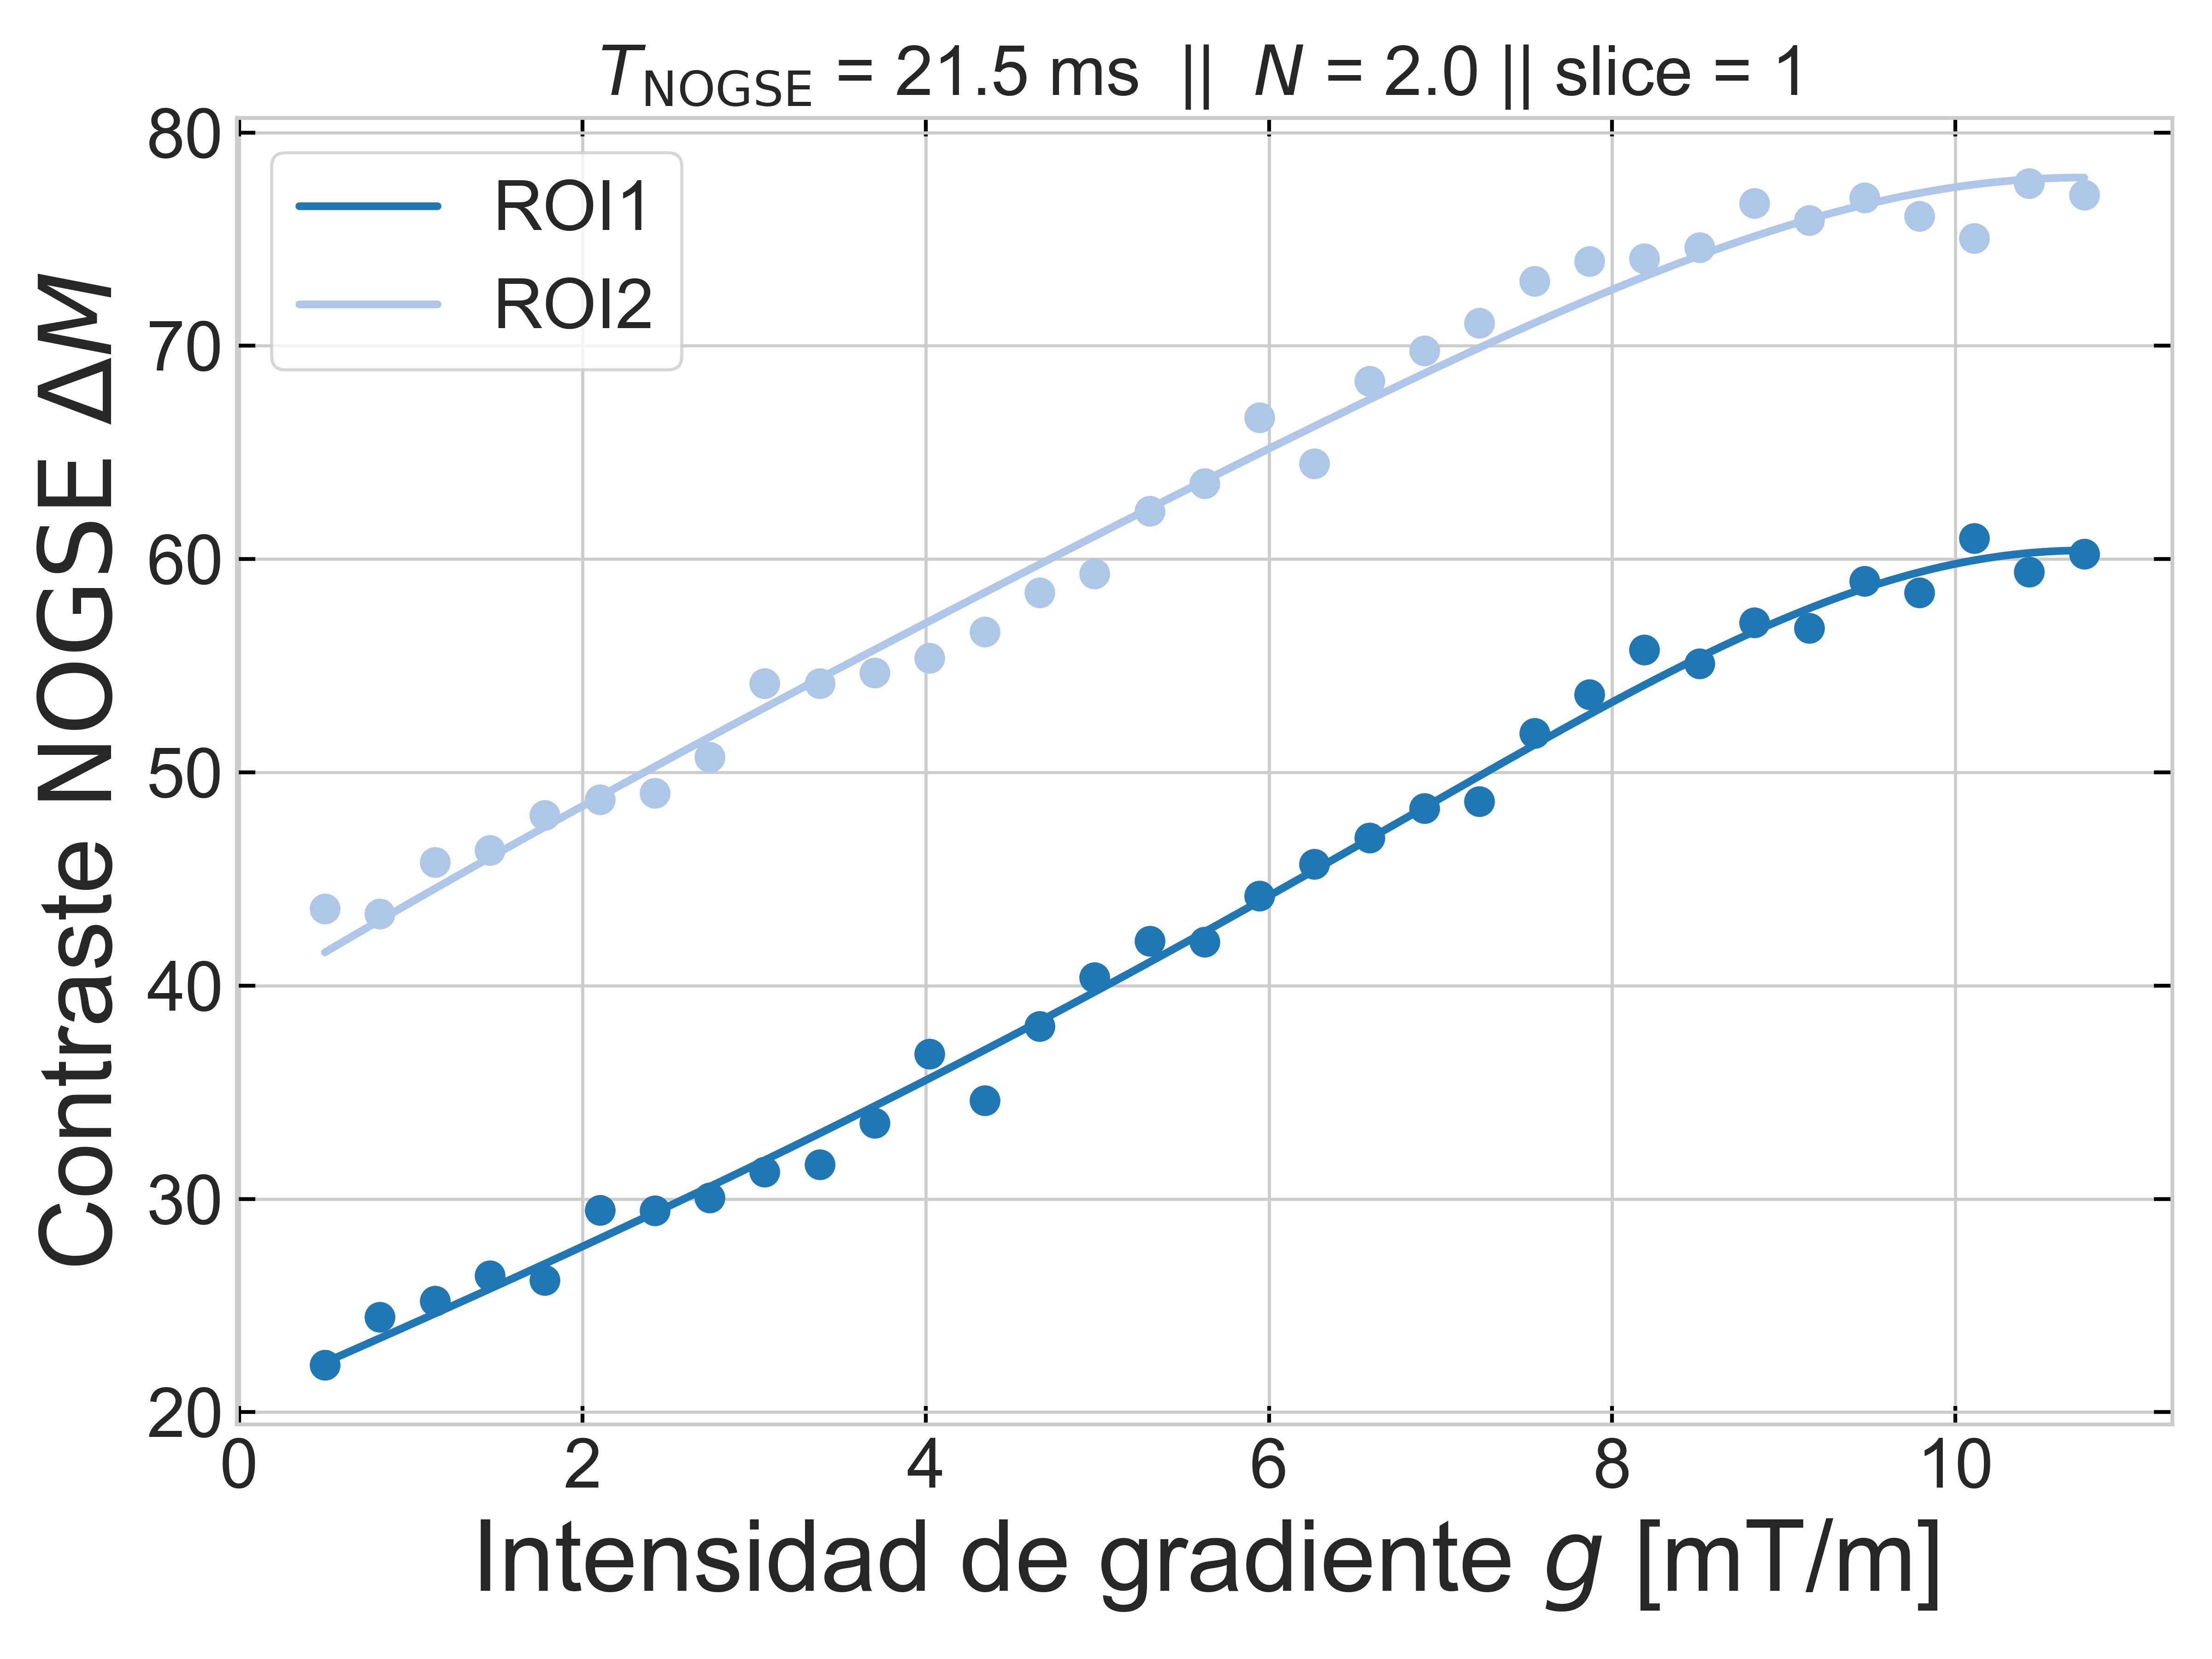 T_NOGSE = 21.5 ms || N = 2.0 || slice = 1
80
70
60
50
40
30
20
ROI1
ROI2
Contraste NOGSE ΔM
0 2 4 6 8 10
Intensidad de gradiente g [mT/m]